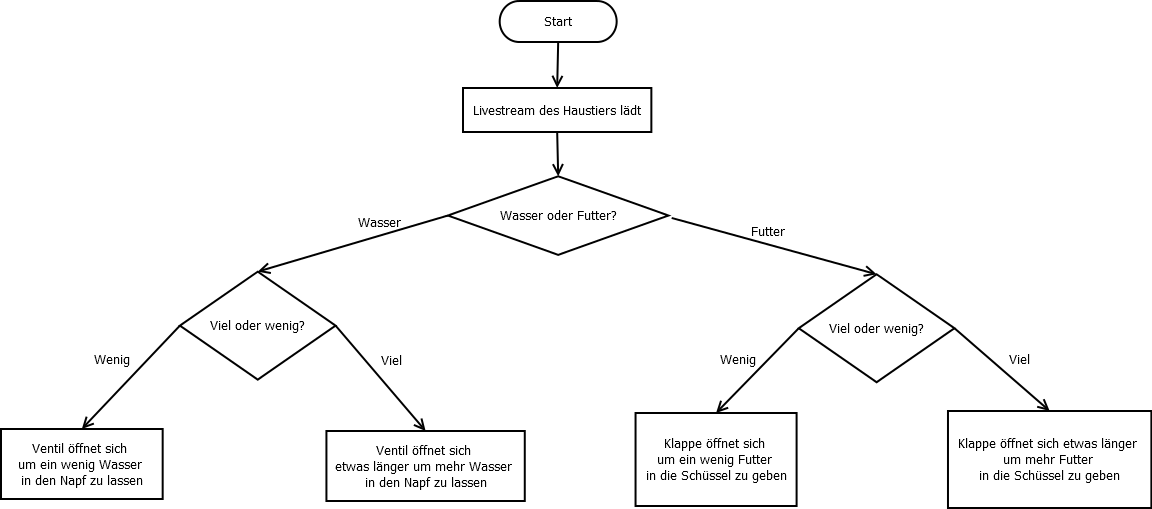 Start
Livestream des Haustiers lädt
Wasser oder Futter?
Wasser
Futter
Viel oder wenig?
Viel oder wenig?
Wenig
Viel
Wenig
Viel
Ventil öffnet sich
um ein wenig Wasser
in den Napf zu lassen
Ventil öffnet sich
etwas länger um mehr Wasser
in den Napf zu lassen
Klappe öffnet sich
um ein wenig Futter
in die Schüssel zu geben
Klappe öffnet sich etwas länger
um mehr Futter
in die Schüssel zu geben